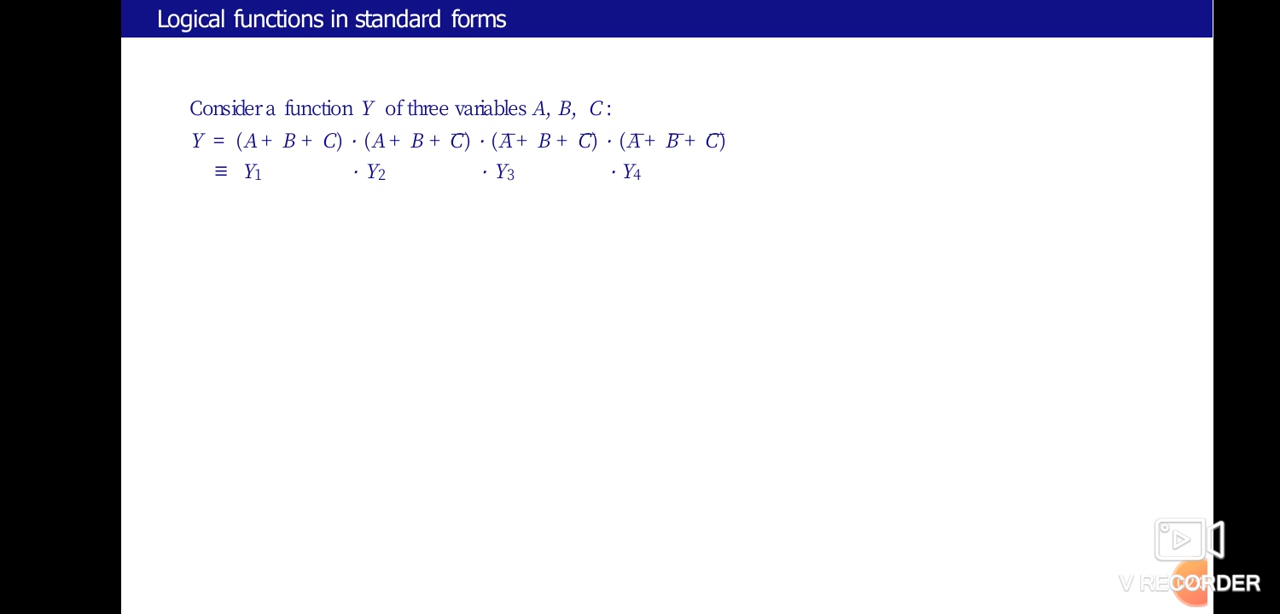 Logical functions in standard forms
Consider a function Y of three variables A, B, C:
Y = (A + B + C) · (A + B + C̅) · (A̅ + B + C̅) · (A̅ + B̅ + C̅)
≡ Y₁ · Y₂ · Y₃ · Y₄
V RECORDER